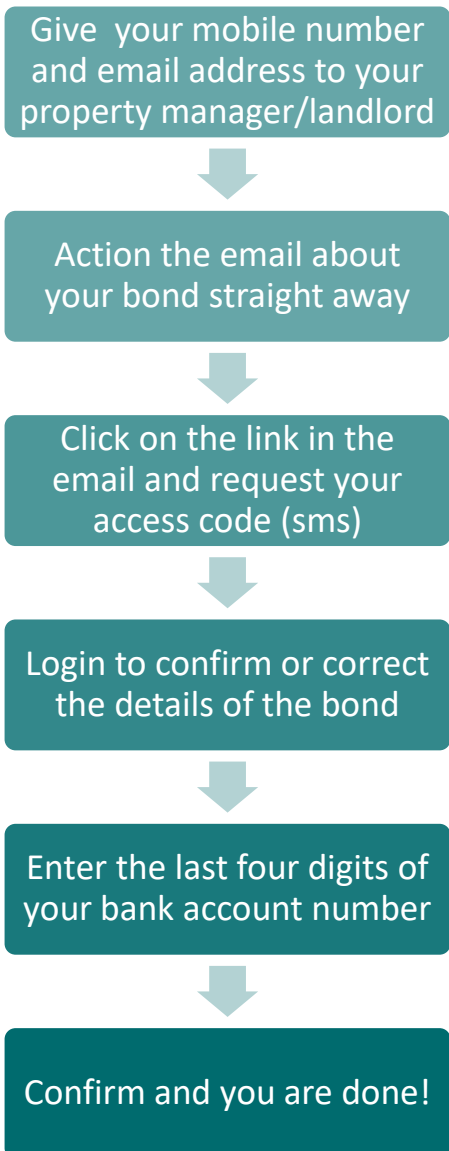 Give  your mobile number
and email address to your
property manager/landlord
Action the email about
your bond straight away
Click on the link in the
email and request your
access code (sms)
Login to confirm or correct
the details of the bond
Enter the last four digits of
your bank account number
Confirm and you are done!